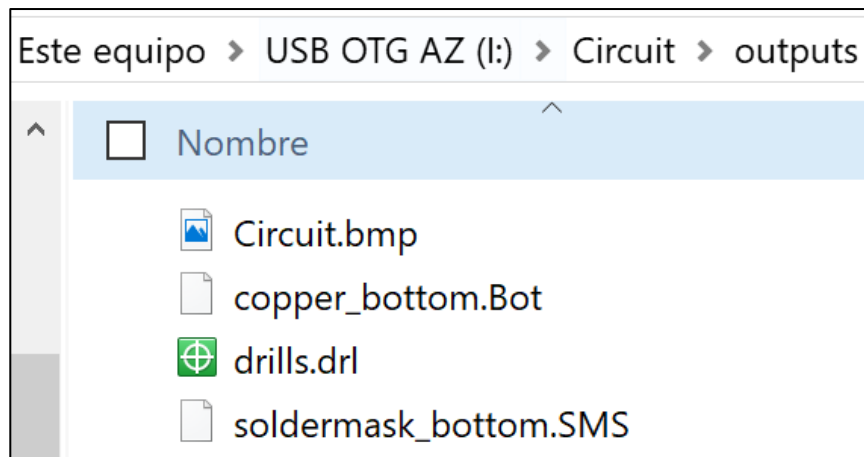 Este equipo > USB OTG AZ (I:) > Circuit > outputs
Nombre
Circuit.bmp
copper_bottom.Bot
drills.drl
soldermask_bottom.SMS